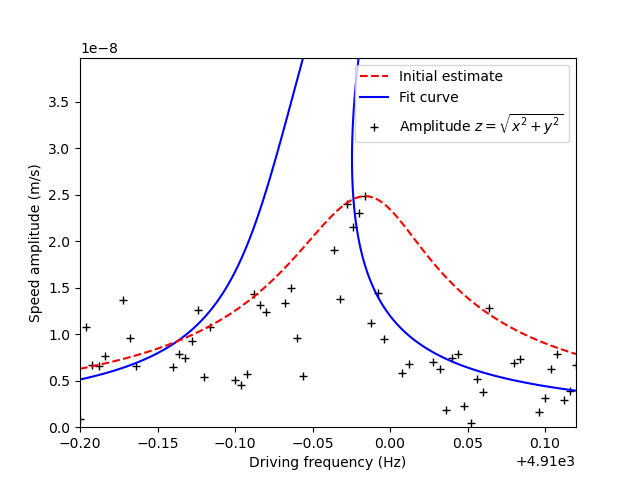 1e−8
3.5
3.0
2.5
2.0
1.5
1.0
0.5
0.0
Speed amplitude (m/s)
Initial estimate
Fit curve
Amplitude z = √x² + y²
−0.20 −0.15 −0.10 −0.05 0.00 0.05 0.10
Driving frequency (Hz)
+4.91e3